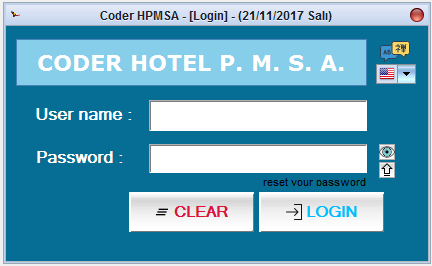 Coder HPMSA - [Login] - (21/11/2017 Salı)
CODER HOTEL P. M. S. A.
User name :
Password :
reset your password
CLEAR
LOGIN